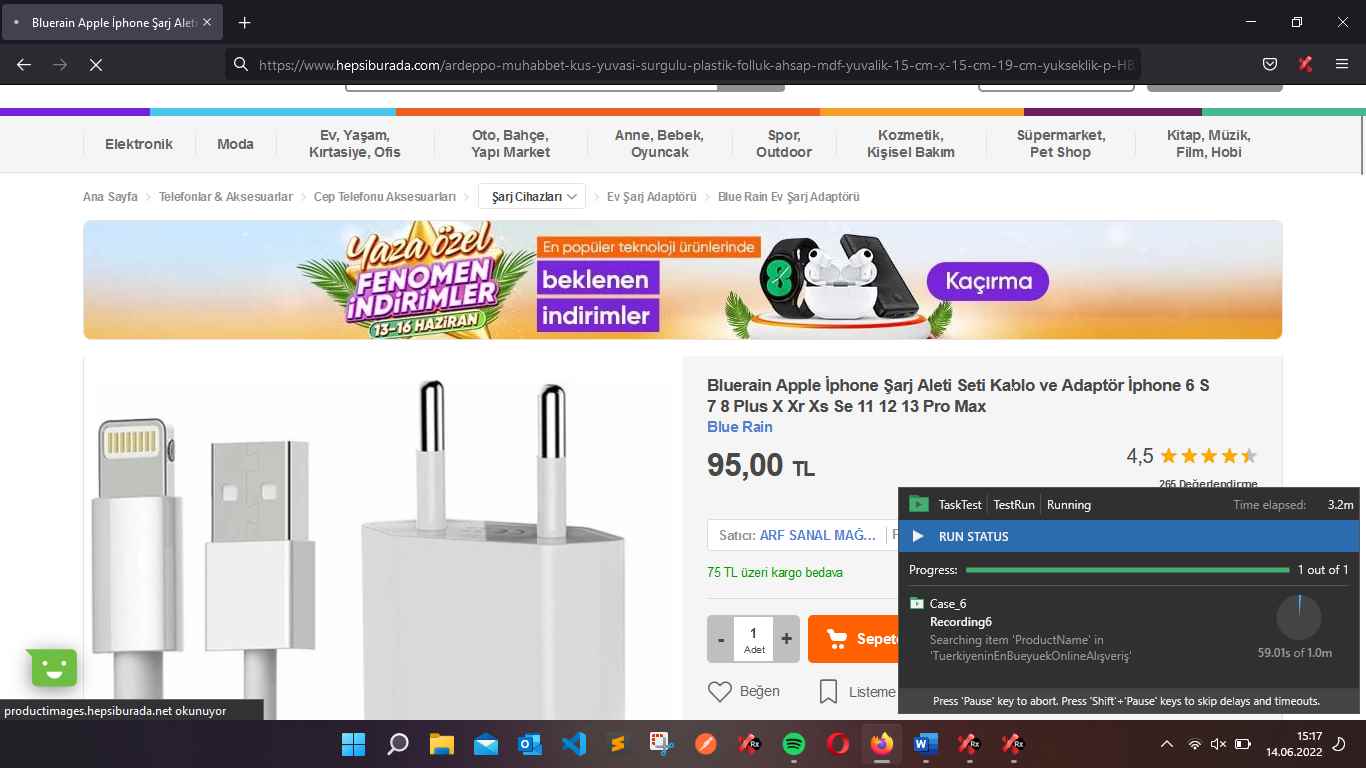 Bluerain Apple İphone Şarj Aleti
https://www.hepsiburada.com/ardeppo-muhabbet-kus-yuvasi-surgulu-plastik-folluk-ahsap-mdf-yuvalik-15-cm-x-15-cm-19-cm-yukseklik-p-HB
Elektronik
Moda
Ev, Yaşam,
Kırtasiye, Ofis
Oto, Bahçe,
Yapı Market
Anne, Bebek,
Oyuncak
Spor,
Outdoor
Kozmetik,
Kişisel Bakım
Süpermarket,
Pet Shop
Kitap, Müzik,
Film, Hobi
Ana Sayfa
Telefonlar & Aksesuarlar
Cep Telefonu Aksesuarları
Şarj Cihazları
Ev Şarj Adaptörü
Blue Rain Ev Şarj Adaptörü
Yaza özel
FENOMEN
İNDİRİMLER
13-16 HAZİRAN
En popüler teknoloji ürünlerinde
beklenen
indirimler
Kaçırma
Bluerain Apple İphone Şarj Aleti Seti Kablo ve Adaptör İphone 6 S
7 8 Plus X Xr Xs Se 11 12 13 Pro Max
Blue Rain
95,00 TL
4,5
265 Değerlendirme
Satıcı: ARF SANAL MAĞ...
75 TL üzeri kargo bedava
- 1 +
Adet
Sepete
Beğen
Listeme
TaskTest TestRun Running Time elapsed: 3.2m
RUN STATUS
Progress: 1 out of 1
Case_6
Recording6
Searching item 'ProductName' in
'TuerkiyeninEnBueyuekOnlineAlışveriş'
59.01s of 1.0m
Press 'Pause' key to abort. Press 'Shift'+'Pause' keys to skip delays and timeouts.
productimages.hepsiburada.net okunuyor
15:17
14.06.2022